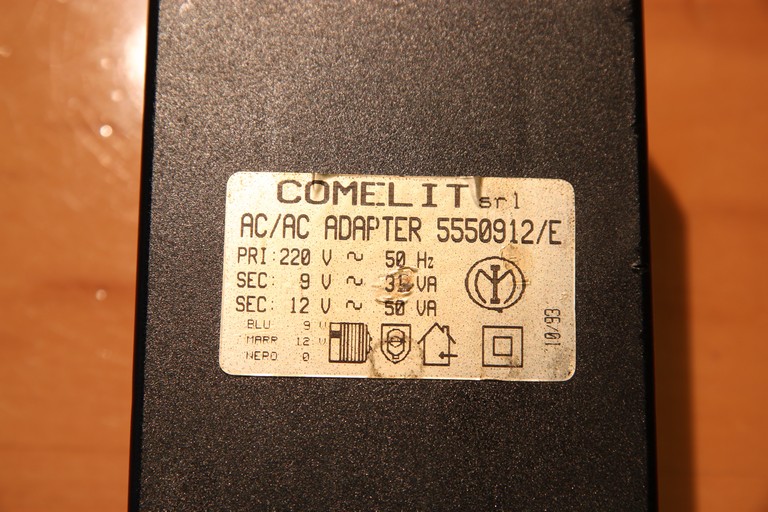 COMELIT srl
AC/AC ADAPTER 5550912/E
PRI: 220 V ~ 50 Hz
SEC: 9 V ~ 31 VA
SEC: 12 V ~ 50 VA
BLU 9 V
MARR 12 V
NERO 0
10/93